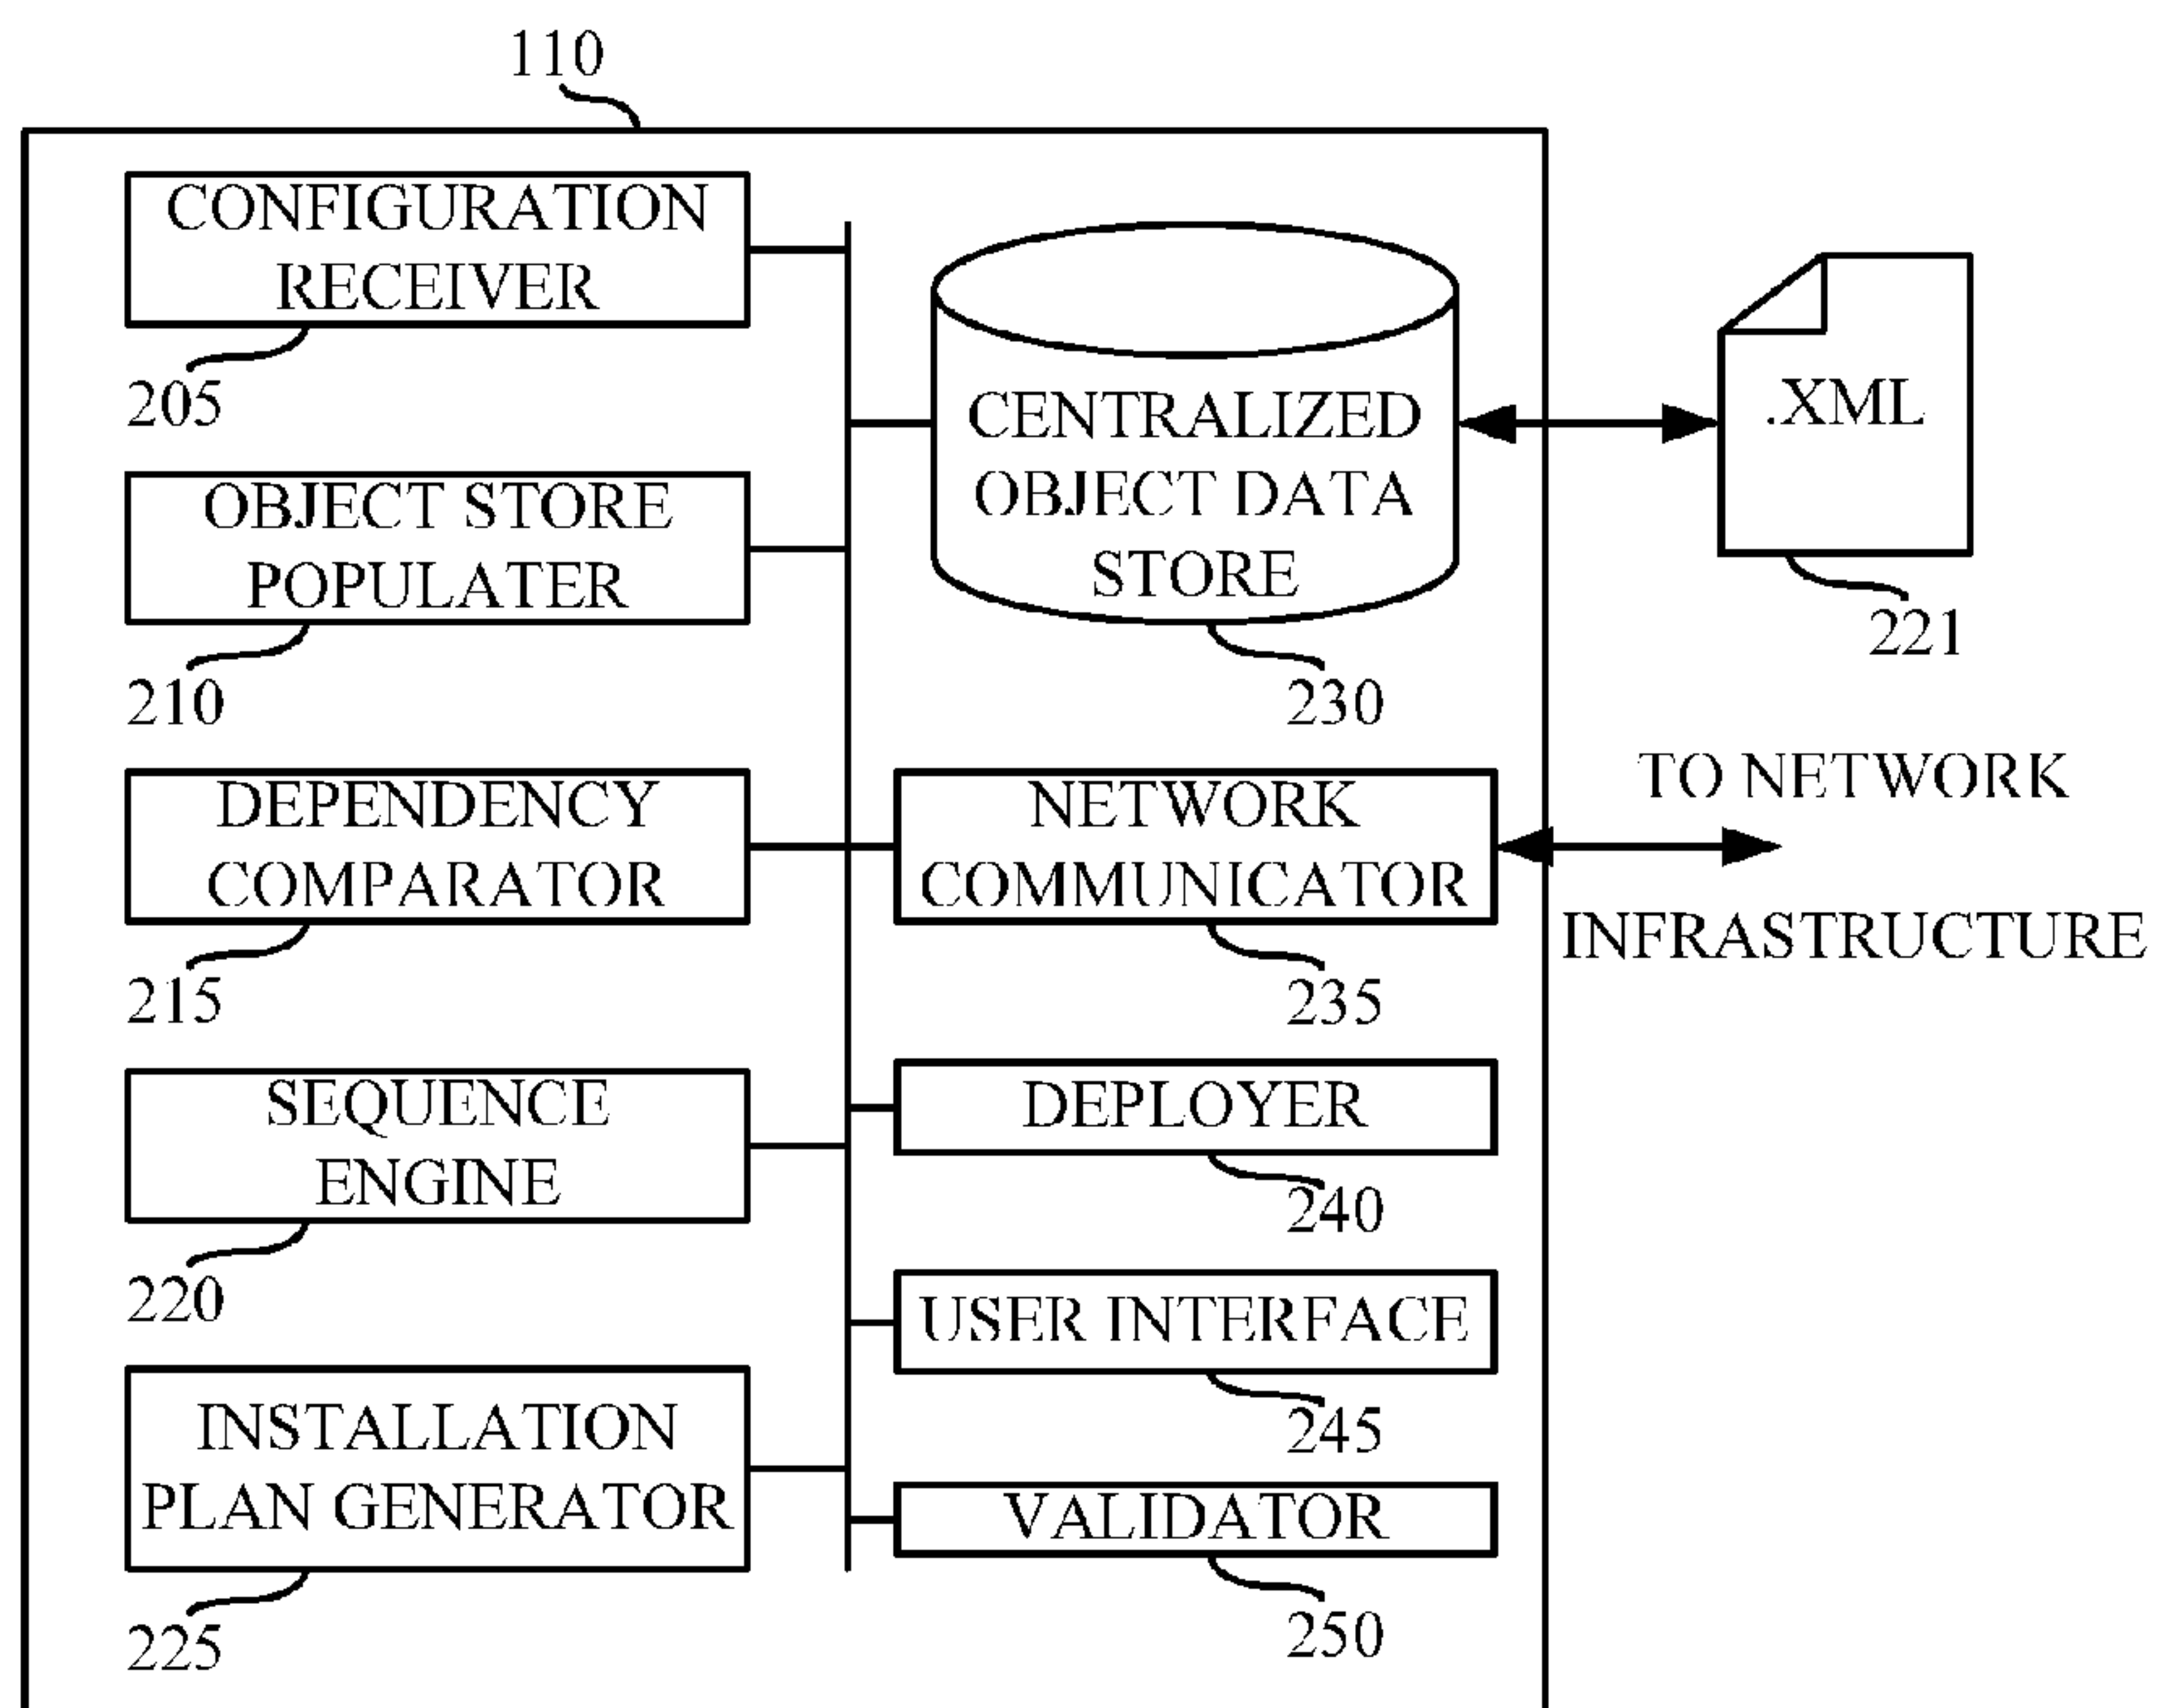 110
CONFIGURATION
RECEIVER
205
OBJECT STORE
POPULATER
210
DEPENDENCY
COMPARATOR
215
SEQUENCE
ENGINE
220
INSTALLATION
PLAN GENERATOR
225
CENTRALIZED
OBJECT DATA
STORE
230
.XML
221
NETWORK
COMMUNICATOR
235
TO NETWORK
INFRASTRUCTURE
DEPLOYER
240
USER INTERFACE
245
VALIDATOR
250